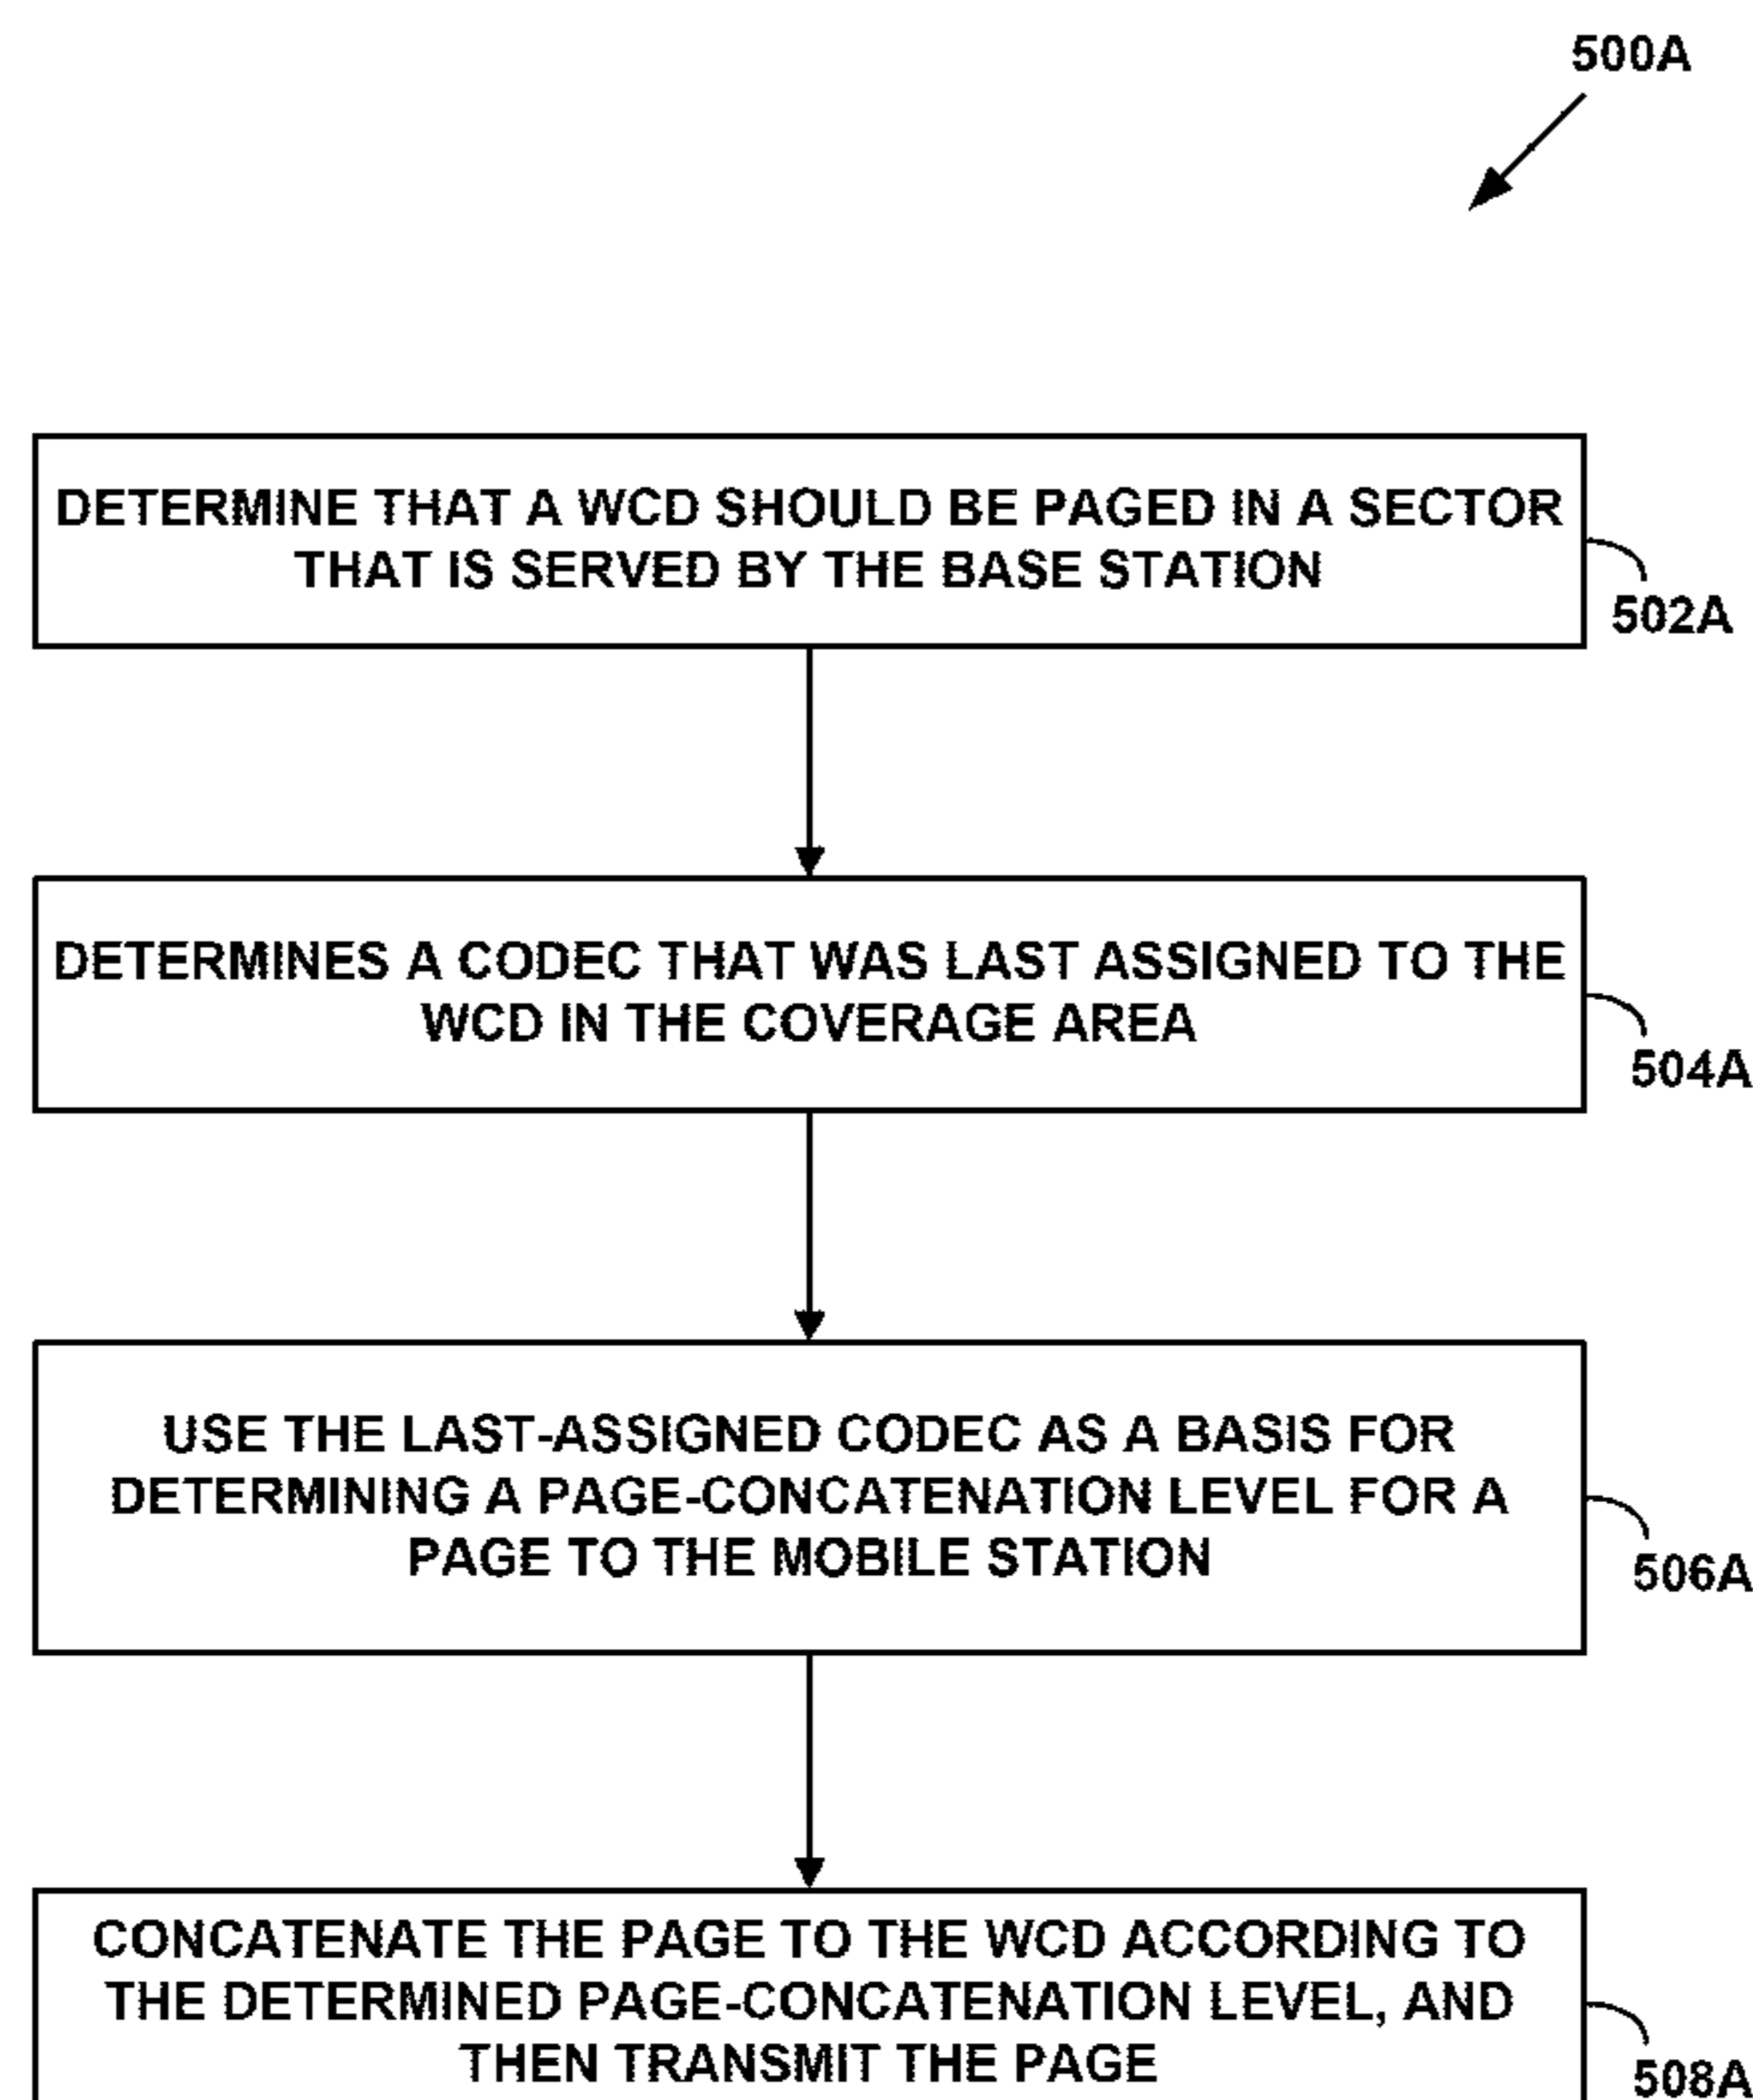 500A
DETERMINE THAT A WCD SHOULD BE PAGED IN A SECTOR
THAT IS SERVED BY THE BASE STATION
502A
DETERMINES A CODEC THAT WAS LAST ASSIGNED TO THE
WCD IN THE COVERAGE AREA
504A
USE THE LAST-ASSIGNED CODEC AS A BASIS FOR
DETERMINING A PAGE-CONCATENATION LEVEL FOR A
PAGE TO THE MOBILE STATION
506A
CONCATENATE THE PAGE TO THE WCD ACCORDING TO
THE DETERMINED PAGE-CONCATENATION LEVEL, AND
THEN TRANSMIT THE PAGE
508A